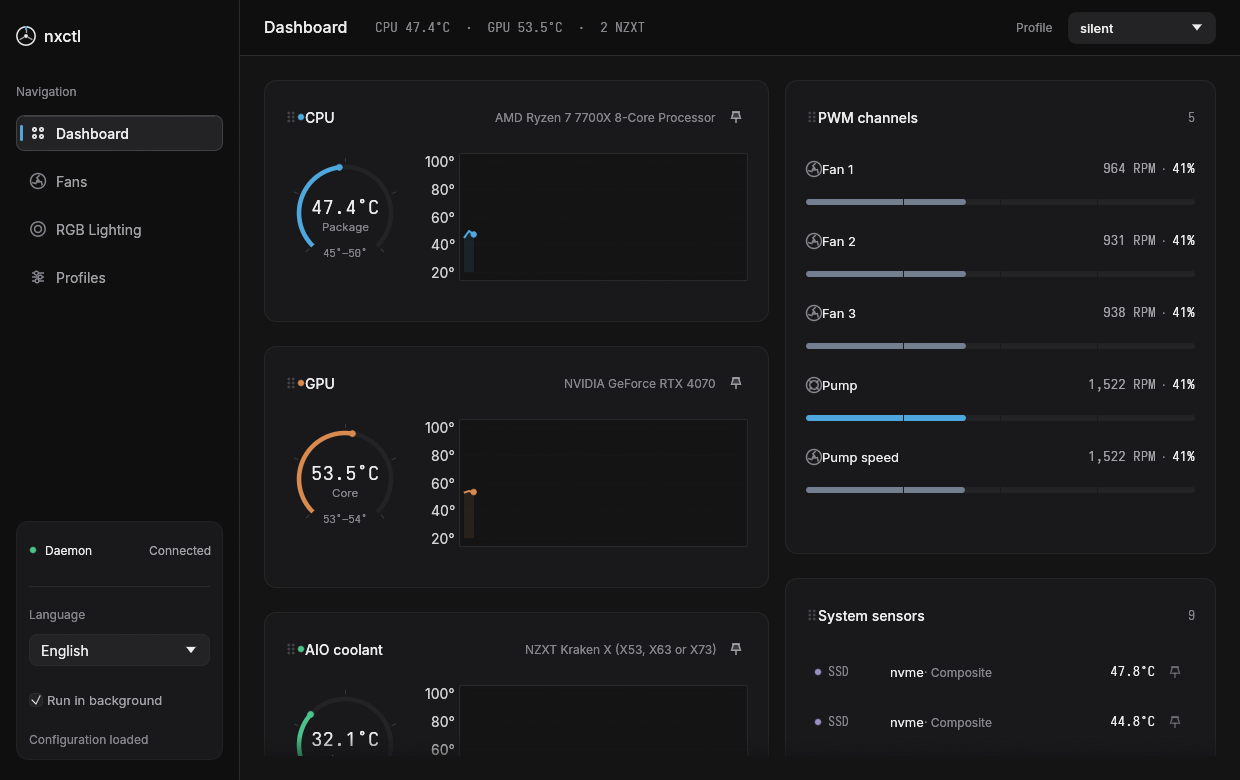 nxctl
Navigation
Dashboard
Fans
RGB Lighting
Profiles
Daemon Connected
Language
English
Run in background
Configuration loaded
Dashboard CPU 47.4°C · GPU 53.5°C · 2 NZXT
Profile silent
CPU AMD Ryzen 7 7700X 8-Core Processor
47.4°C
Package
45°–50°
100°
80°
60°
40°
20°
GPU NVIDIA GeForce RTX 4070
53.5°C
Core
53°–54°
100°
80°
60°
40°
20°
AIO coolant NZXT Kraken X (X53, X63 or X73)
32.1°C
100°
80°
60°
PWM channels 5
Fan 1 964 RPM · 41%
Fan 2 931 RPM · 41%
Fan 3 938 RPM · 41%
Pump 1,522 RPM · 41%
Pump speed 1,522 RPM · 41%
System sensors 9
SSD nvme · Composite 47.8°C
SSD nvme · Composite 44.8°C